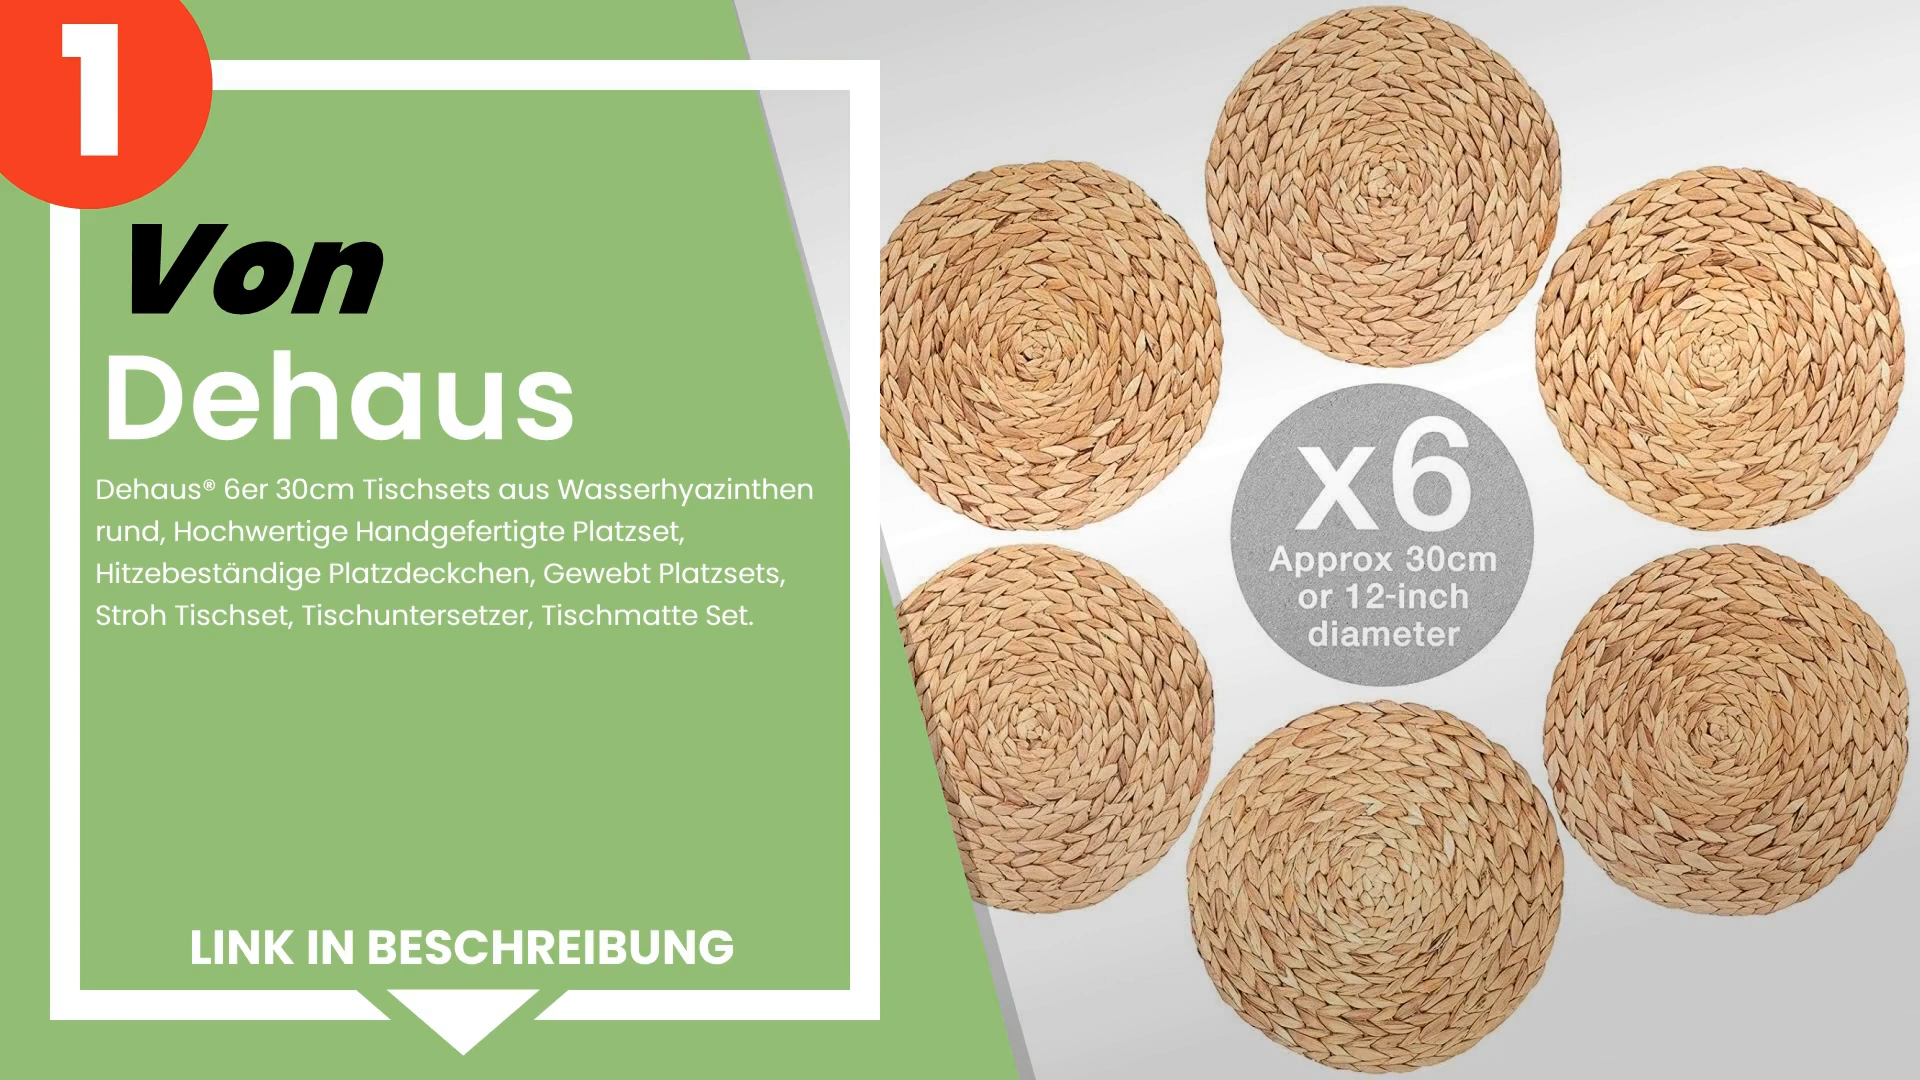 1
Von
Dehaus
Dehaus® 6er 30cm Tischsets aus Wasserhyazinthen
rund, Hochwertige Handgefertigte Platzset,
Hitzebeständige Platzdeckchen, Gewebt Platzsets,
Stroh Tischset, Tischuntersetzer, Tischmatte Set.
LINK IN BESCHREIBUNG
x6
Approx 30cm
or 12-inch
diameter